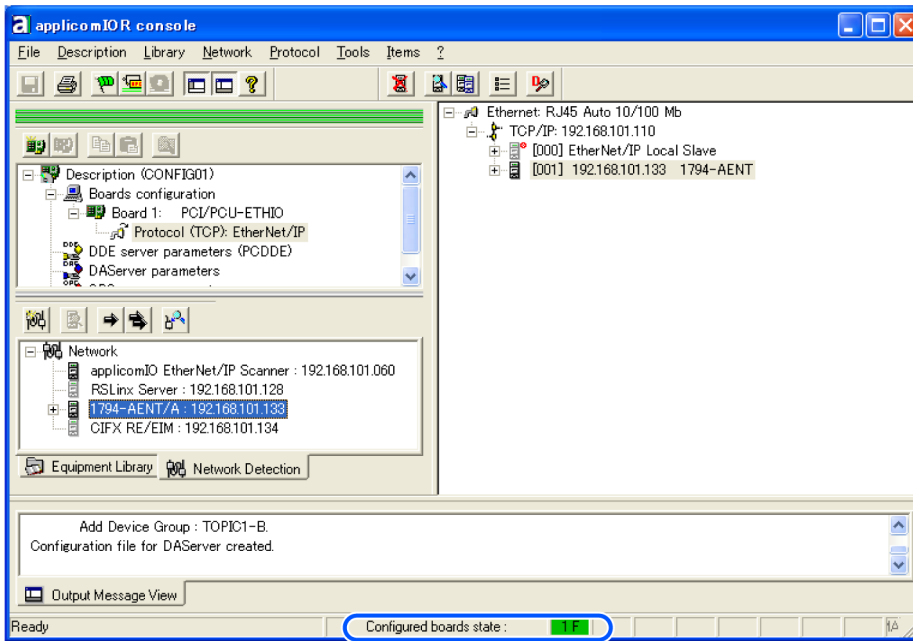 applicomIOR console
File Description Library Network Protocol Tools Items ?
Description (CONFIG01)
Boards configuration
Board 1: PCI/PCU-ETHIO
Protocol (TCP): EtherNet/IP
DDE server parameters (PCDDE)
DAServer parameters
Network
applicomIO EtherNet/IP Scanner : 192.168.101.060
RSLinx Server : 192.168.101.128
1794-AENT/A : 192.168.101.133
CIFX RE/EIM : 192.168.101.134
Equipment Library Network Detection
Ethernet: RJ45 Auto 10/100 Mb
TCP/IP: 192.168.101.110
[000] EtherNet/IP Local Slave
[001] 192.168.101.133 1794-AENT
Add Device Group : TOPIC1-B.
Configuration file for DAServer created.
Output Message View
Ready Configured boards state : 1 F